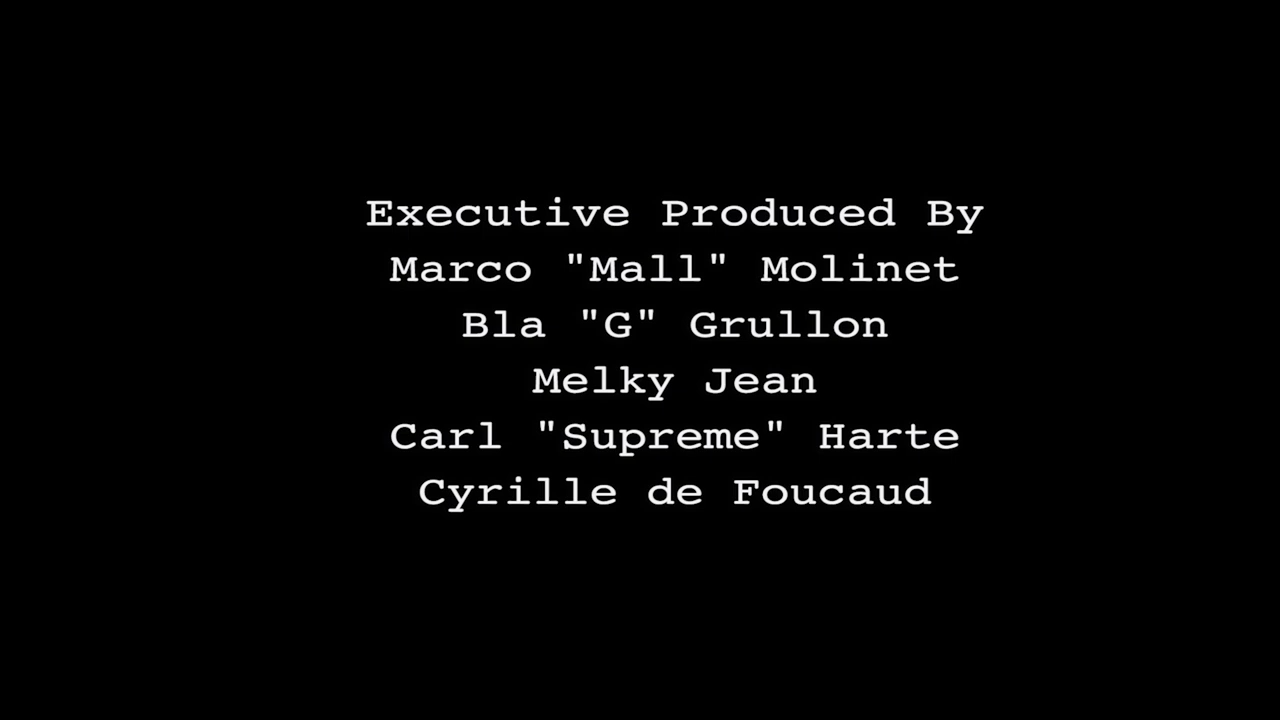 Executive Produced By
Marco "Mall" Molinet
Bla "G" Grullon
Melky Jean
Carl "Supreme" Harte
Cyrille de Foucaud